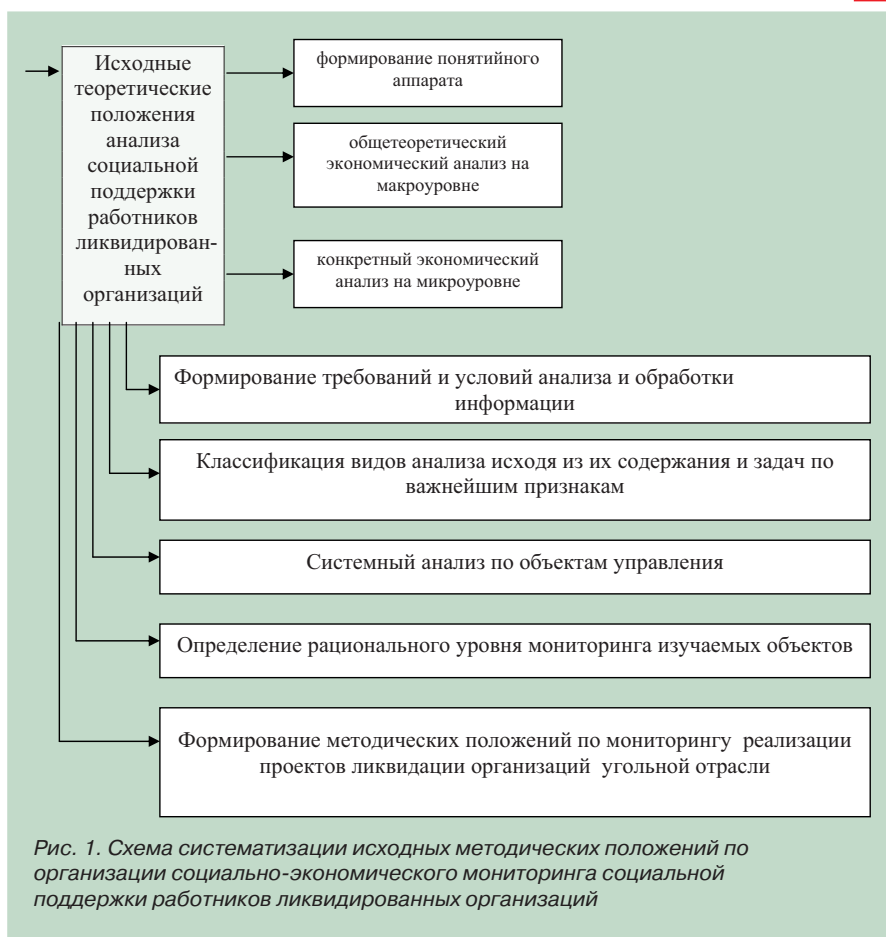 Исходные
теоретические
положения
анализа
социальной
поддержки
работников
ликвидирован-
ных
организаций
формирование понятийного
аппарата
общетеоретический
экономический анализ на
макроуровне
конкретный экономический
анализ на микроуровне
Формирование требований и условий анализа и обработки
информации
Классификация видов анализа исходя из их содержания и задач по
важнейшим признакам
Системный анализ по объектам управления
Определение рационального уровня мониторинга изучаемых объектов
Формирование методических положений по мониторингу реализации
проектов ликвидации организаций угольной отрасли
Рис. 1. Схема систематизации исходных методических положений по
организации социально-экономического мониторинга социальной
поддержки работников ликвидированных организаций